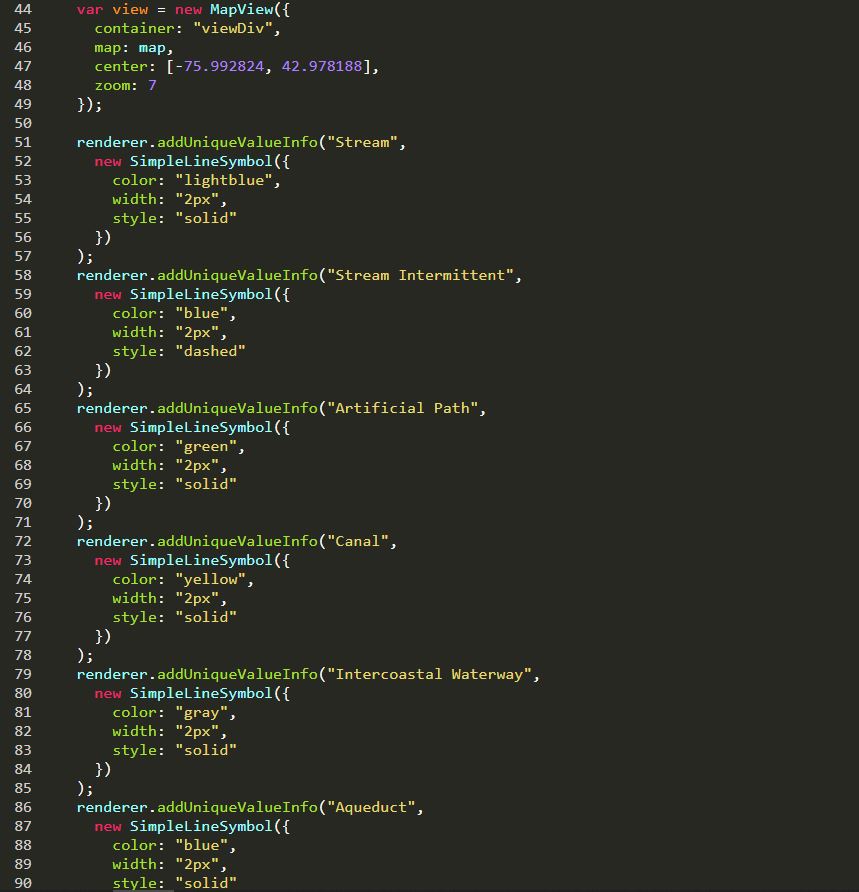 44 var view = new MapView({
45 container: "viewDiv",
46 map: map,
47 center: [-75.992824, 42.978188],
48 zoom: 7
49 });
50
51 renderer.addUniqueValueInfo("Stream",
52 new SimpleLineSymbol({
53 color: "lightblue",
54 width: "2px",
55 style: "solid"
56 })
57 );
58 renderer.addUniqueValueInfo("Stream Intermittent",
59 new SimpleLineSymbol({
60 color: "blue",
61 width: "2px",
62 style: "dashed"
63 })
64 );
65 renderer.addUniqueValueInfo("Artificial Path",
66 new SimpleLineSymbol({
67 color: "green",
68 width: "2px",
69 style: "solid"
70 })
71 );
72 renderer.addUniqueValueInfo("Canal",
73 new SimpleLineSymbol({
74 color: "yellow",
75 width: "2px",
76 style: "solid"
77 })
78 );
79 renderer.addUniqueValueInfo("Intercoastal Waterway",
80 new SimpleLineSymbol({
81 color: "gray",
82 width: "2px",
83 style: "solid"
84 })
85 );
86 renderer.addUniqueValueInfo("Aqueduct",
87 new SimpleLineSymbol({
88 color: "blue",
89 width: "2px",
90 style: "solid"